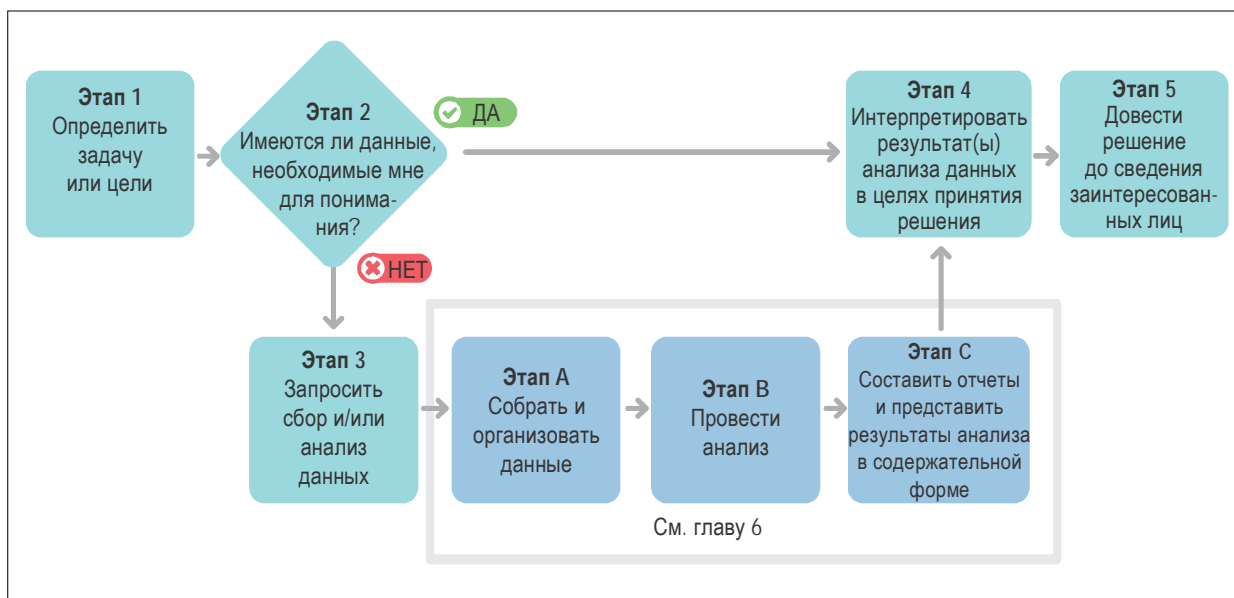 Этап 1
Определить
задачу
или цели
Этап 2
Имеются ли данные,
необходимые мне
для понима-
ния?
ДА
НЕТ
Этап 3
Запросить
сбор и/или
анализ
данных
Этап A
Собрать и
организовать
данные
Этап B
Провести
анализ
Этап C
Составить отчеты
и представить
результаты анализа
в содержательной
форме
См. главу 6
Этап 4
Интерпретировать
результат(ы)
анализа данных
в целях принятия
решения
Этап 5
Довести
решение
до сведения
заинтересован-
ных лиц